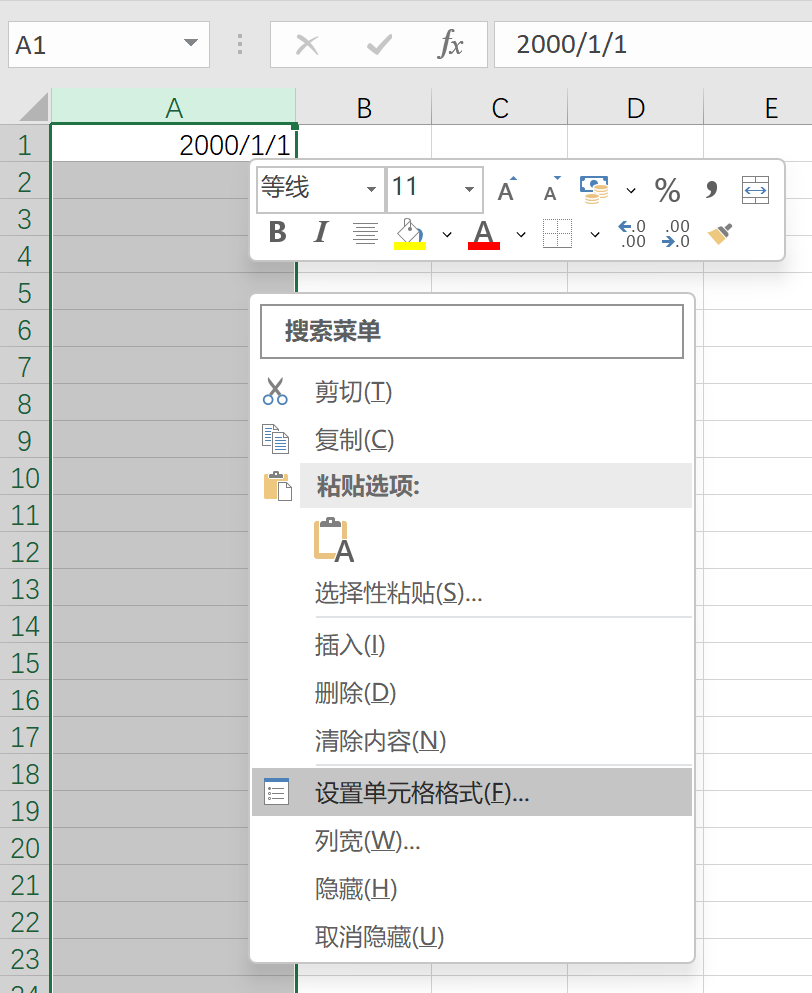 A1 fx 2000/1/1
A B C D E
1 2000/1/1
2
等线 11 A A % ,
3
B I A .0 .00 .00 .0
4
5
6
搜索菜单
7
8
剪切(T)
9
复制(C)
10
粘贴选项:
11
12
A
13
选择性粘贴(S)...
14
插入(I)
15
16
删除(D)
17
清除内容(N)
18
设置单元格格式(F)...
19
20
列宽(W)...
21
隐藏(H)
22
23
取消隐藏(U)
24